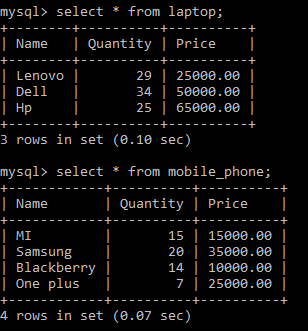 mysql> select * from laptop;
+--------+----------+----------+
| Name   | Quantity | Price    |
+--------+----------+----------+
| Lenovo |       29 | 25000.00 |
| Dell   |       34 | 50000.00 |
| Hp     |       25 | 65000.00 |
+--------+----------+----------+
3 rows in set (0.10 sec)

mysql> select * from mobile_phone;
+------------+----------+----------+
| Name       | Quantity | Price    |
+------------+----------+----------+
| MI         |       15 | 15000.00 |
| Samsung    |       20 | 35000.00 |
| Blackberry |       14 | 10000.00 |
| One plus   |        7 | 25000.00 |
+------------+----------+----------+
4 rows in set (0.07 sec)